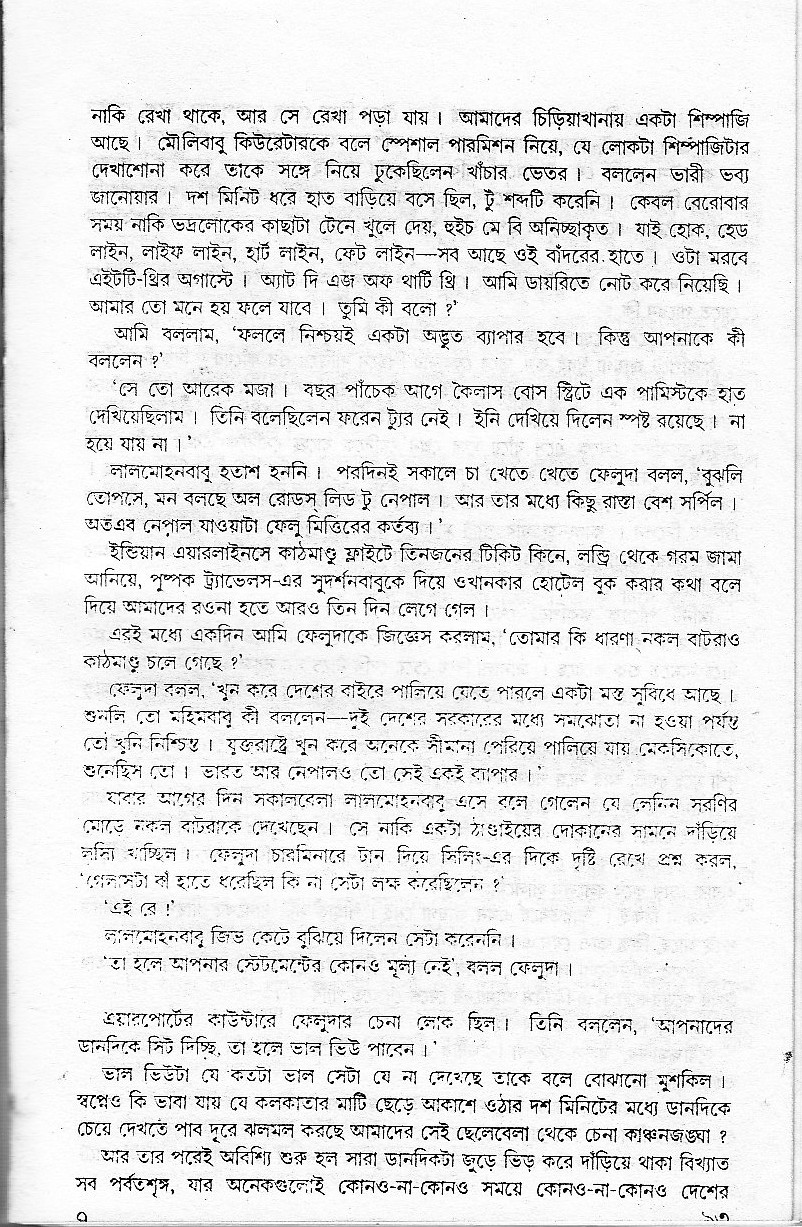 নাকি রেখা থাকে, আর সে রেখা পড়া যায়। আমাদের চিড়িয়াখানায় একটা শিম্পাজি
আছে। মৌলিবাবু কিউরেটারকে বলে স্পেশাল পারমিশন নিয়ে, যে লোকটা শিম্পাজিটার
দেখাশোনা করে তাকে সঙ্গে নিয়ে ঢুকেছিলেন খাঁচার ভেতর। বললেন ভারী ভব্য
জানোয়ার। দশ মিনিট ধরে হাত বাড়িয়ে বসে ছিল, টুঁ শব্দটি করেনি। কেবল বেরোবার
সময় নাকি ভদ্রলোকের কাছাটা টেনে খুলে দেয়, হুইচ মে বি অনিচ্ছাকৃত। যাই হোক, হেড
লাইন, লাইফ লাইন, হার্ট লাইন, ফেট লাইন—সব আছে ওই বাঁদরের হাতে। ওটা মরবে
এইটটি-থ্রির অগাস্টে। অ্যাট দি এজ অফ থার্টি থ্রি। আমি ডায়রিতে নোট করে নিয়েছি।
আমার তো মনে হয় ফলে যাবে। তুমি কী বলো?’
আমি বললাম, ‘ফললে নিশ্চয়ই একটা অদ্ভুত ব্যাপার হবে। কিন্তু আপনাকে কী
বললেন?’
‘সে তো আরেক মজা। বছর পাঁচেক আগে কৈলাস বোস স্ট্রিটে এক পামিস্টকে হাত
দেখিয়েছিলাম। তিনি বলেছিলেন ফরেন ট্যুর নেই। ইনি দেখিয়ে দিলেন স্পষ্ট রয়েছে। না
হয়ে যায় না।’
লালমোহনবাবু হতাশ হননি। পরদিনই সকালে চা খেতে খেতে ফেলুদা বলল, ‘বুঝলি
তোপসে, মন বলছে অল রোডস্ লিড টু নেপাল। আর তার মধ্যে কিছু রাস্তা বেশ সর্পিল।
অতএব নেপাল যাওয়াটা ফেলু মিত্তিরের কর্তব্য।’
ইন্ডিয়ান এয়ারলাইনসে কাঠমাণ্ডু ফ্লাইটে তিনজনের টিকিট কিনে, লন্ড্রি থেকে গরম জামা
আনিয়ে, পুষ্পক ট্র্যাভেলস-এর সুদর্শনবাবুকে দিয়ে ওখানকার হোটেল বুক করার কথা বলে
দিয়ে আমাদের রওনা হতে আরও তিন দিন লেগে গেল।
এরই মধ্যে একদিন আমি ফেলুদাকে জিজ্ঞেস করলাম, ‘তোমার কি ধারণা নকল বাটরাও
কাঠমাণ্ডু চলে গেছে?’
ফেলুদা বলল, ‘খুন করে দেশের বাইরে পালিয়ে যেতে পারলে একটা মস্ত সুবিধে আছে।
শুনলি তো মহিমবাবু কী বললেন—দুই দেশের সরকারের মধ্যে সমঝোতা না হওয়া পর্যন্ত
তো খুনি নিশ্চিন্ত। যুক্তরাষ্ট্রে খুন করে অনেকে সীমানা পেরিয়ে পালিয়ে যায় মেকসিকোতে,
শুনেছিস তো। ভারত আর নেপালও তো সেই একই ব্যাপার।’
যাবার আগের দিন সকালবেলা লালমোহনবাবু এসে বলে গেলেন যে লেনিন সরণির
মোড়ে নকল বাটরাকে দেখেছেন। সে নাকি একটা ঠাণ্ডাইয়ের দোকানের সামনে দাঁড়িয়ে
লস্যি খাচ্ছিল। ফেলুদা চারমিনারে টান দিয়ে সিলিং-এর দিকে দৃষ্টি রেখে প্রশ্ন করল,
‘গেলাসটা বাঁ হাতে ধরেছিল কি না সেটা লক্ষ করেছিলেন?’
‘এই রে!’
লালমোহনবাবু জিভ কেটে বুঝিয়ে দিলেন সেটা করেননি।
‘তা হলে আপনার স্টেটমেন্টের কোনও মূল্য নেই’, বলল ফেলুদা।
এয়ারপোর্টের কাউন্টারে ফেলুদার চেনা লোক ছিল। তিনি বললেন, ‘আপনাদের
ডানদিকে সিট দিচ্ছি, তা হলে ভাল ভিউ পাবেন।’
ভাল ভিউটা যে কতটা ভাল সেটা যে না দেখেছে তাকে বলে বোঝানো মুশকিল।
স্বপ্নেও কি ভাবা যায় যে কলকাতার মাটি ছেড়ে আকাশে ওঠার দশ মিনিটের মধ্যে ডানদিকে
চেয়ে দেখতে পাব দূরে ঝলমল করছে আমাদের সেই ছেলেবেলা থেকে চেনা কাঞ্চনজঙ্ঘা?
আর তার পরেই অবিশ্যি শুরু হল সারা ডানদিকটা জুড়ে ভিড় করে দাঁড়িয়ে থাকা বিখ্যাত
সব পর্বতশৃঙ্গ, যার অনেকগুলোই কোনও-না-কোনও সময়ে কোনও-না-কোনও দেশের